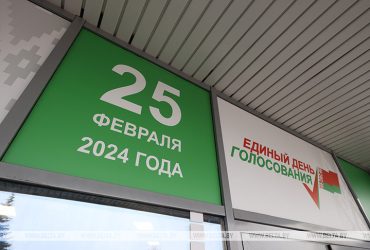 25
ФЕВРАЛЯ
2024 ГОДА
ЕДИНЫЙ ДЕНЬ
ГОЛОСОВАНИЯ